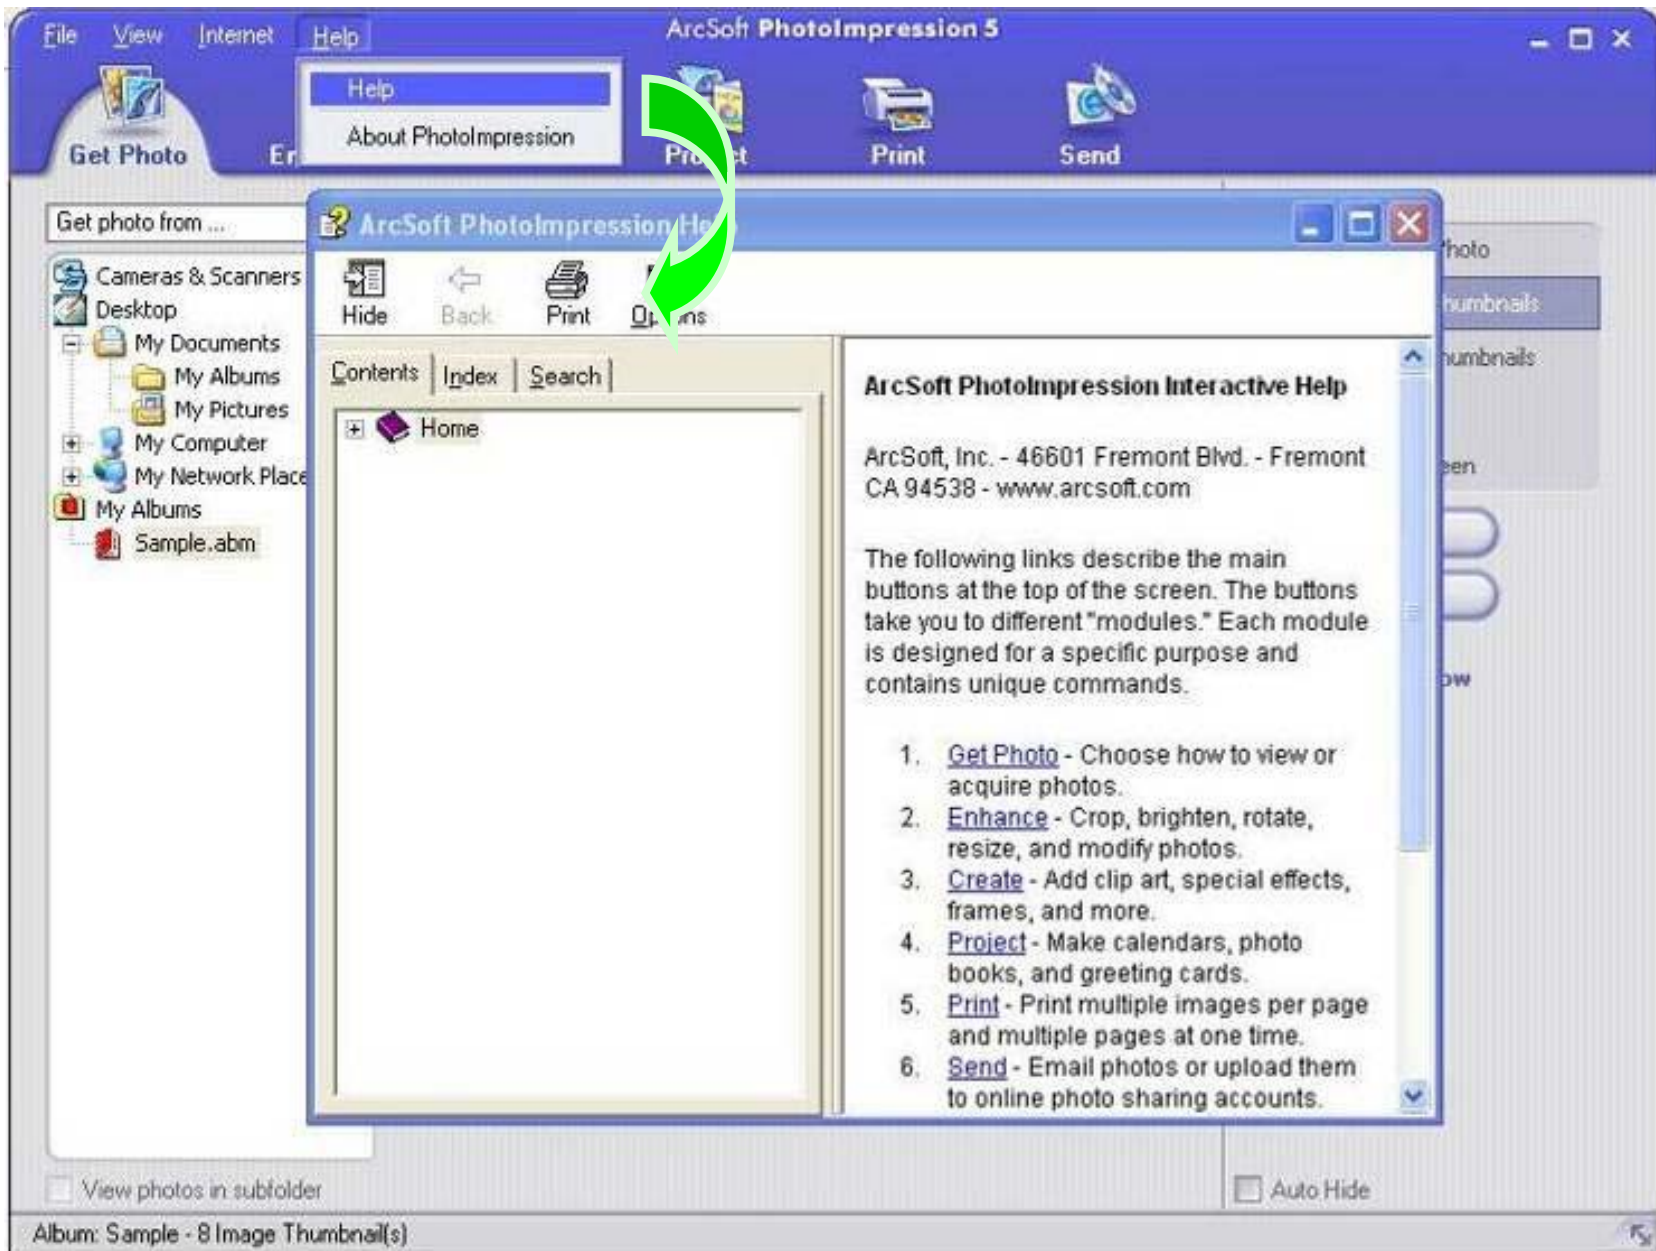 File View Internet Help
ArcSoft PhotoImpression 5
Help
About PhotoImpression
Get Photo
Print
Send
Get photo from ...
Cameras & Scanners
Desktop
My Documents
My Albums
My Pictures
My Computer
My Network Place
My Albums
Sample.abm
View photos in subfolder
ArcSoft PhotoImpression
Hide Back Print
Contents Index Search
Home
ArcSoft PhotoImpression Interactive Help
ArcSoft, Inc. - 46601 Fremont Blvd. - Fremont
CA 94538 - www.arcsoft.com
The following links describe the main
buttons at the top of the screen. The buttons
take you to different "modules." Each module
is designed for a specific purpose and
contains unique commands.
1. Get Photo - Choose how to view or
acquire photos.
2. Enhance - Crop, brighten, rotate,
resize, and modify photos.
3. Create - Add clip art, special effects,
frames, and more.
4. Project - Make calendars, photo
books, and greeting cards.
5. Print - Print multiple images per page
and multiple pages at one time.
6. Send - Email photos or upload them
to online photo sharing accounts.
Auto Hide
Album: Sample - 8 Image Thumbnail(s)